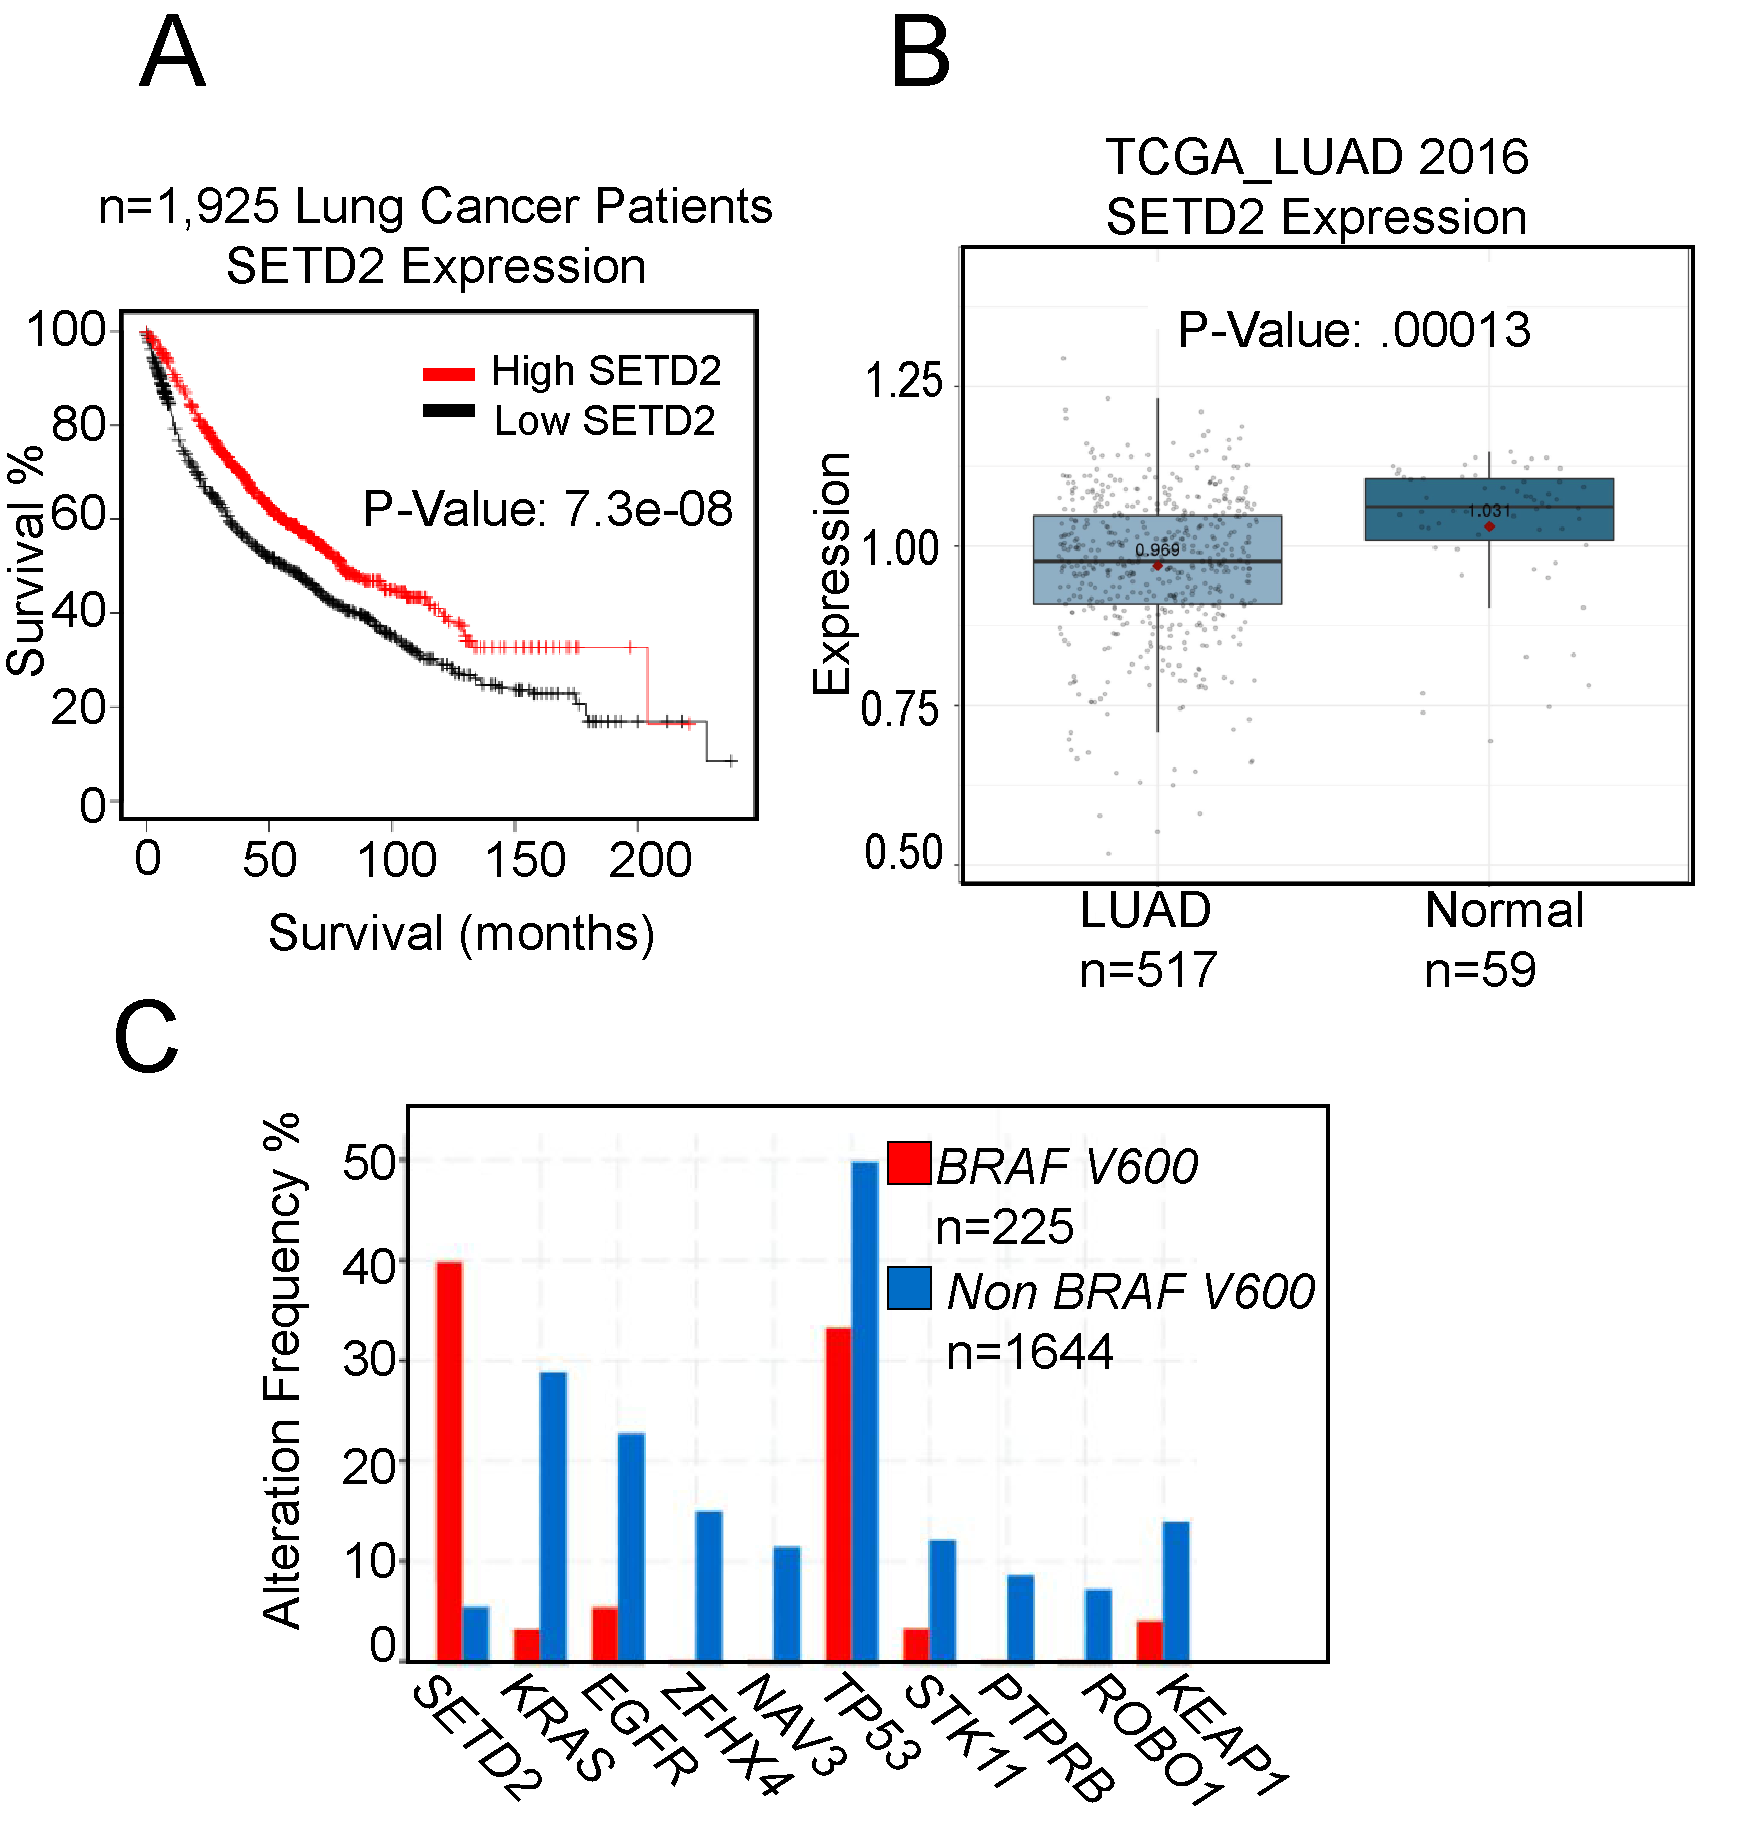 A
n=1,925 Lung Cancer Patients
SETD2 Expression
100
80
60
40
20
0
Survival %
High SETD2
Low SETD2
P-Value: 7.3e-08
0 50 100 150 200
Survival (months)
B
TCGA_LUAD 2016
SETD2 Expression
P-Value: .00013
1.25
1.00
0.75
0.50
Expression
0.969
1.031
LUAD
n=517
Normal
n=59
C
Alteration Frequency %
50
40
30
20
10
0
BRAF V600
n=225
Non BRAF V600
n=1644
SETD2
KRAS
EGFR
ZFHX4
NAV3
TP53
STK11
PTPRB
ROBO1
KEAP1